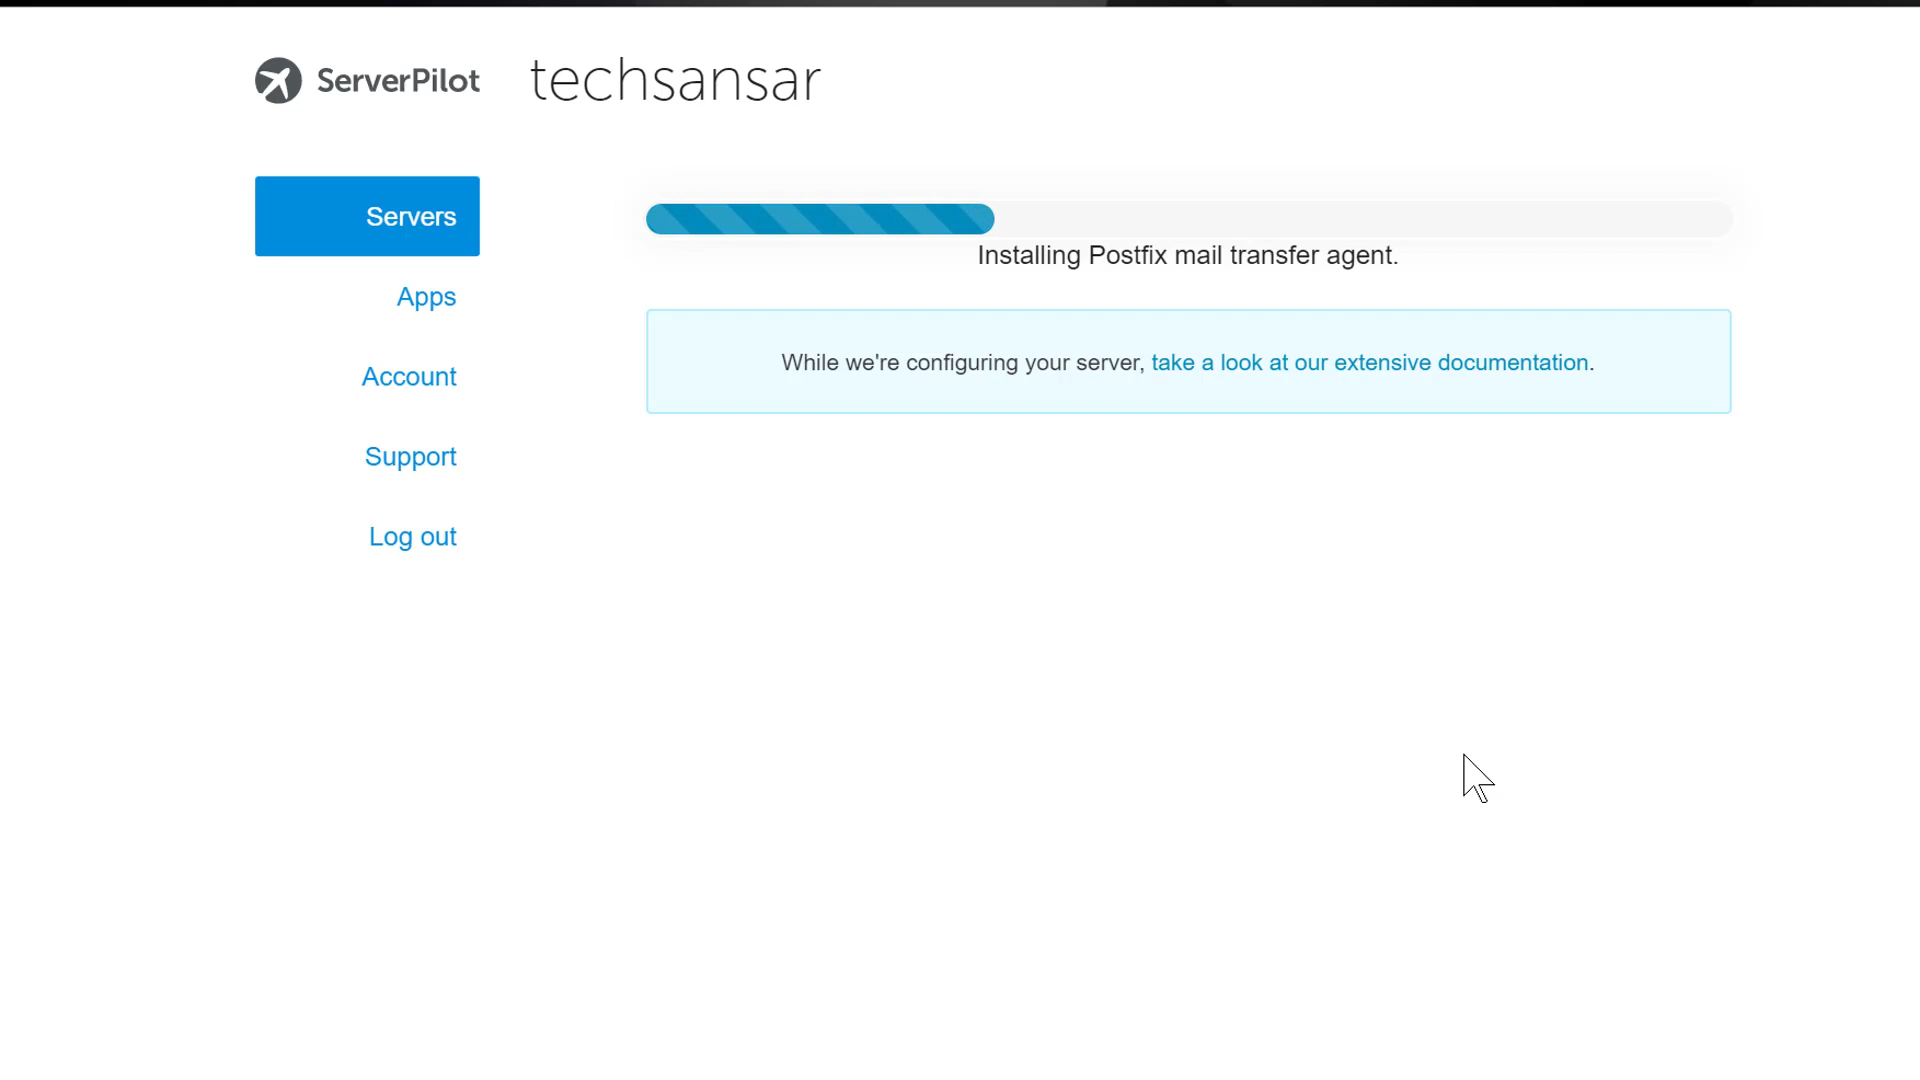 ServerPilot techsansar
Servers
Apps
Account
Support
Log out
Installing Postfix mail transfer agent.
While we're configuring your server, take a look at our extensive documentation.